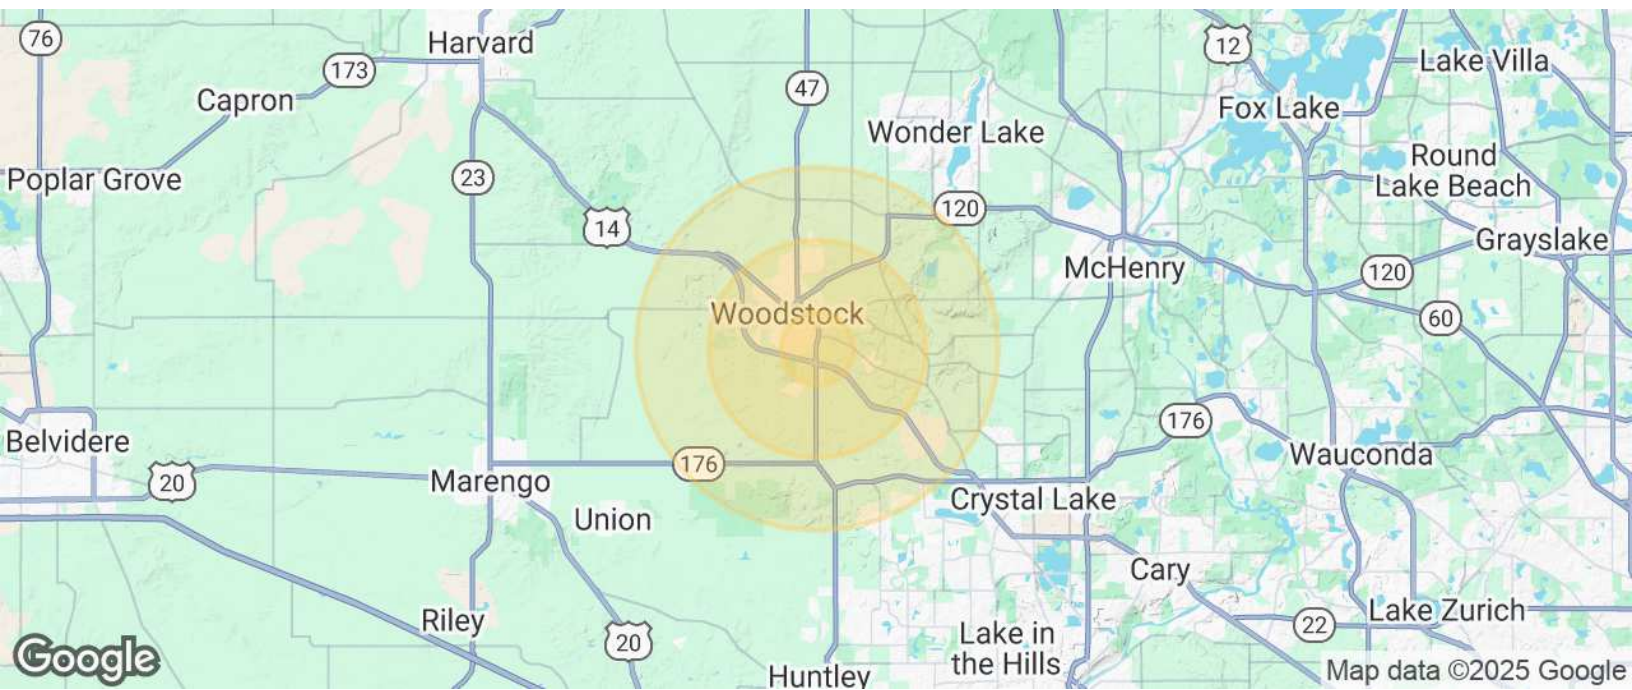 76
Harvard
12
Lake Villa
173
47
Capron
Fox Lake
Wonder Lake
Round
Lake Beach
Poplar Grove
23
120
14
Grayslake
McHenry
120
Woodstock
60
176
Belvidere
Wauconda
176
20
Marengo
Crystal Lake
Union
Cary
Riley
Lake Zurich
22
20
Lake in
the Hills
Google
Huntley
Map data ©2025 Google